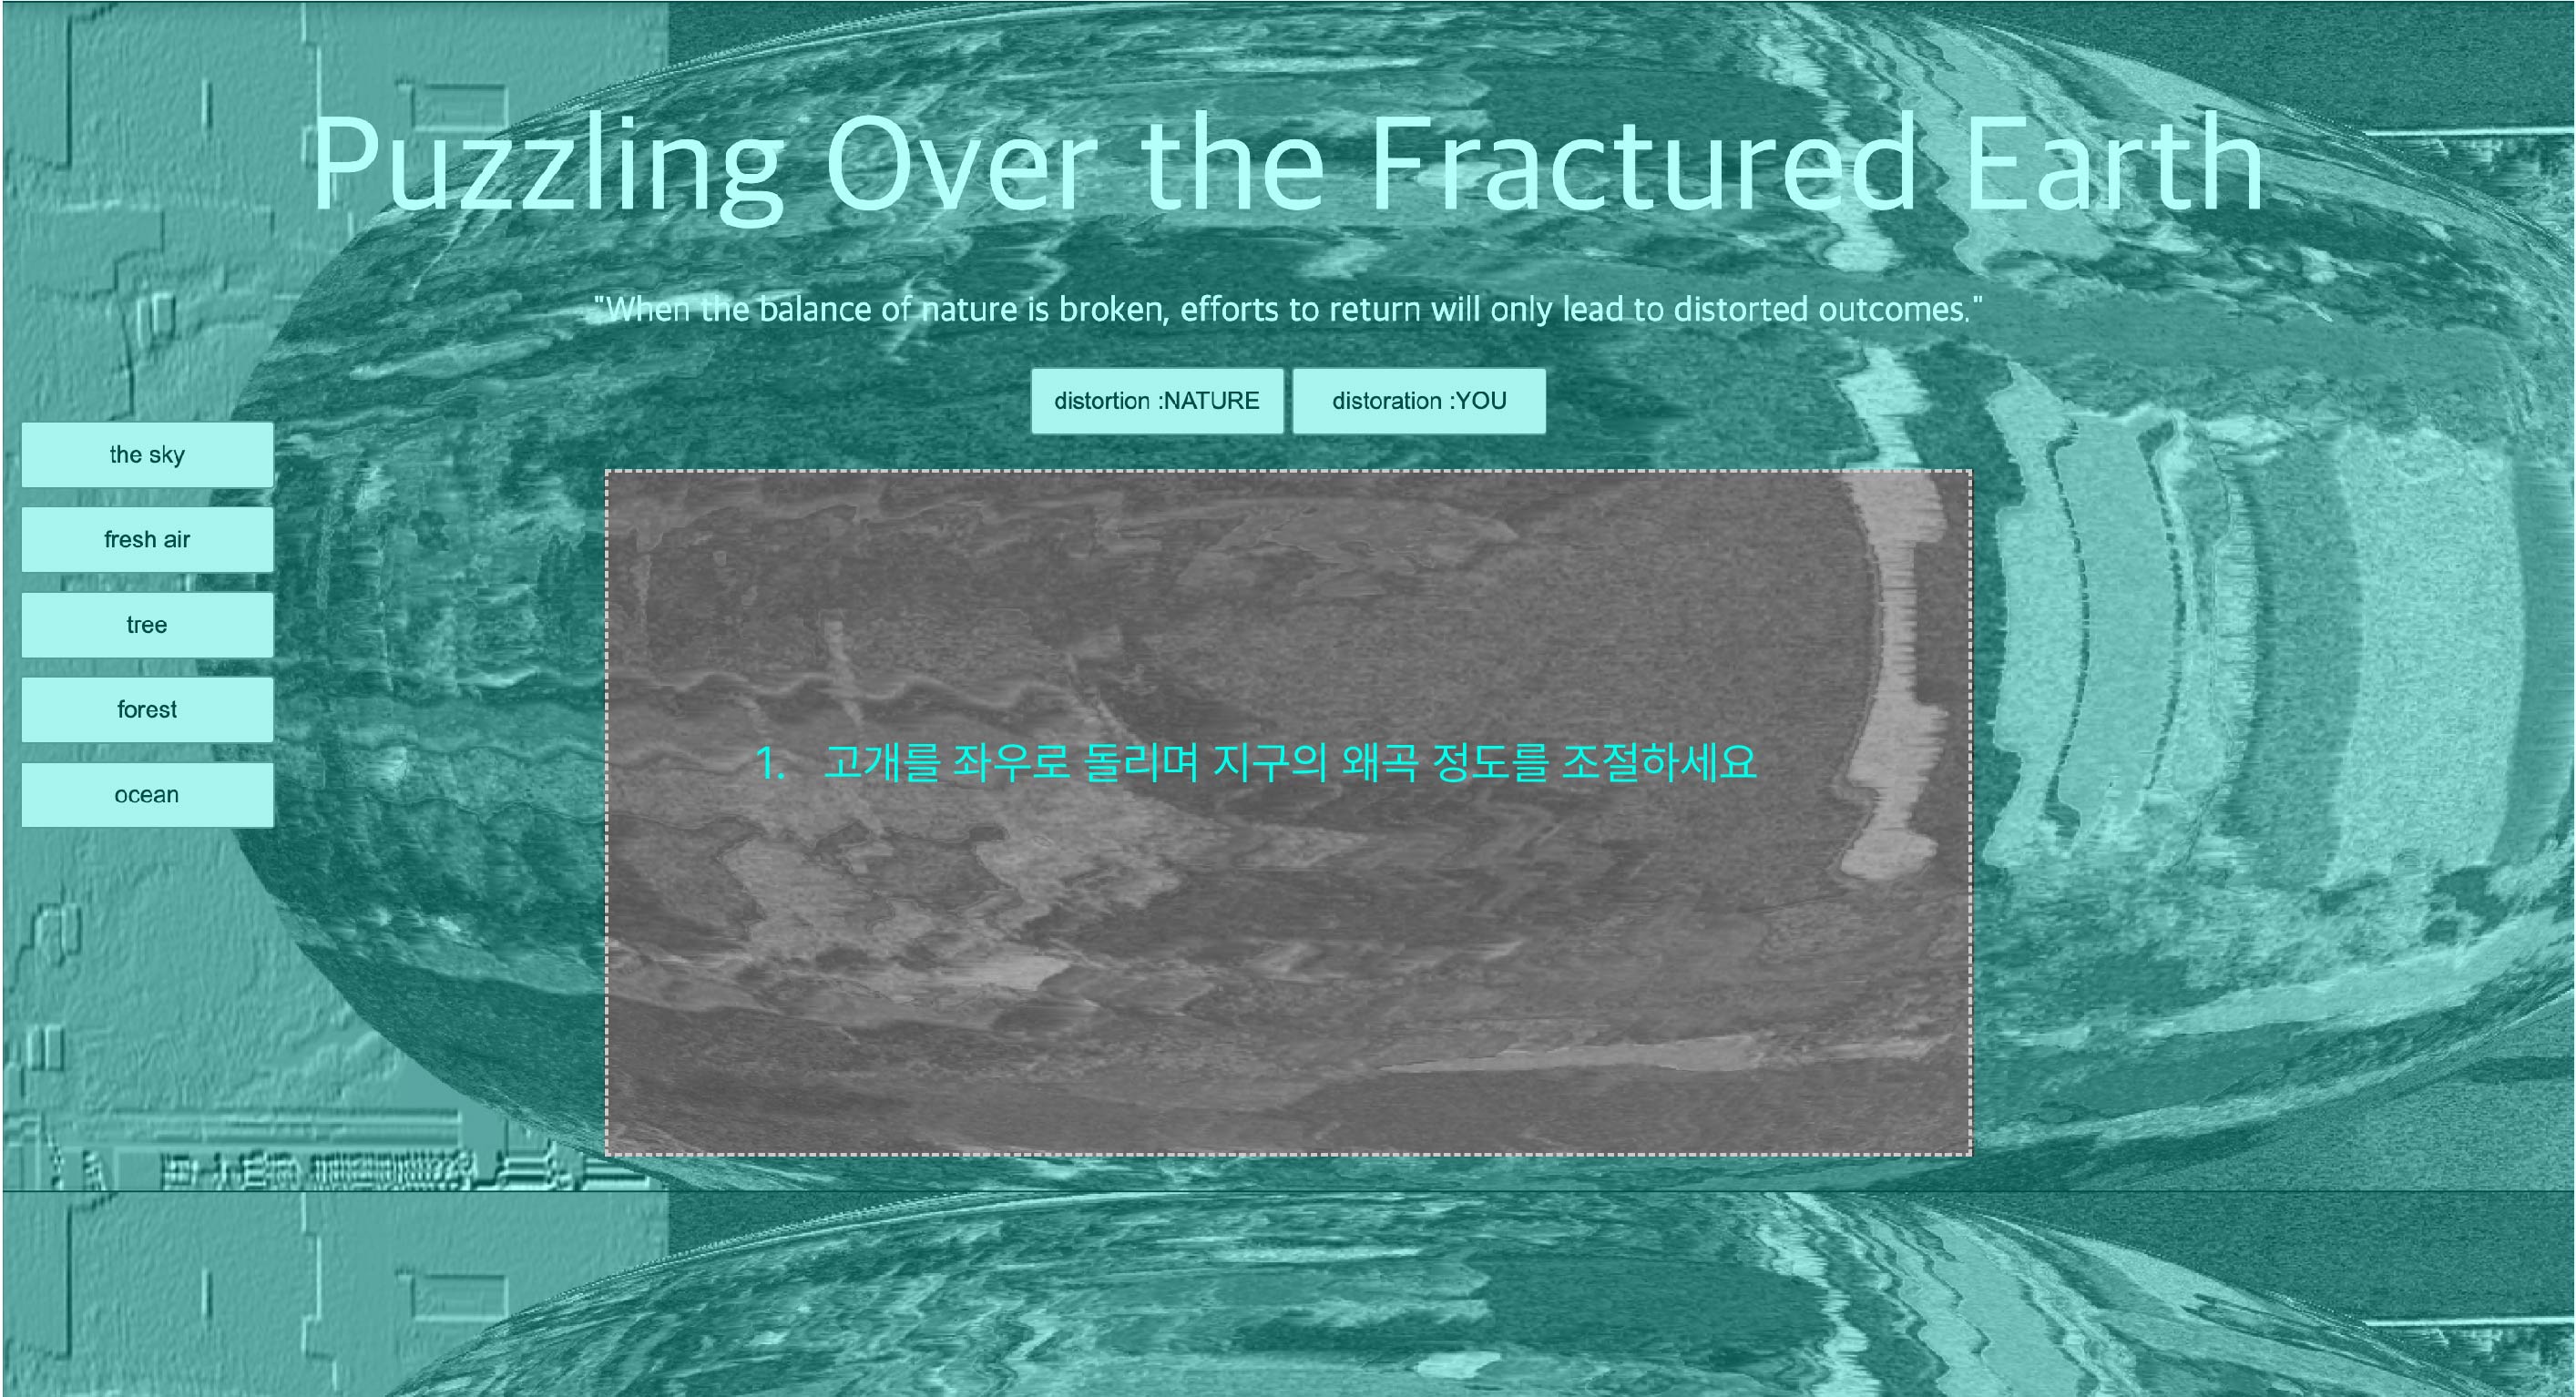 Puzzling Over the Fractured Earth
"When the balance of nature is broken, efforts to return will only lead to distorted outcomes."
distortion :NATURE
distoration :YOU
the sky
fresh air
tree
forest
ocean
1. 고개를 좌우로 돌리며 지구의 왜곡 정도를 조절하세요